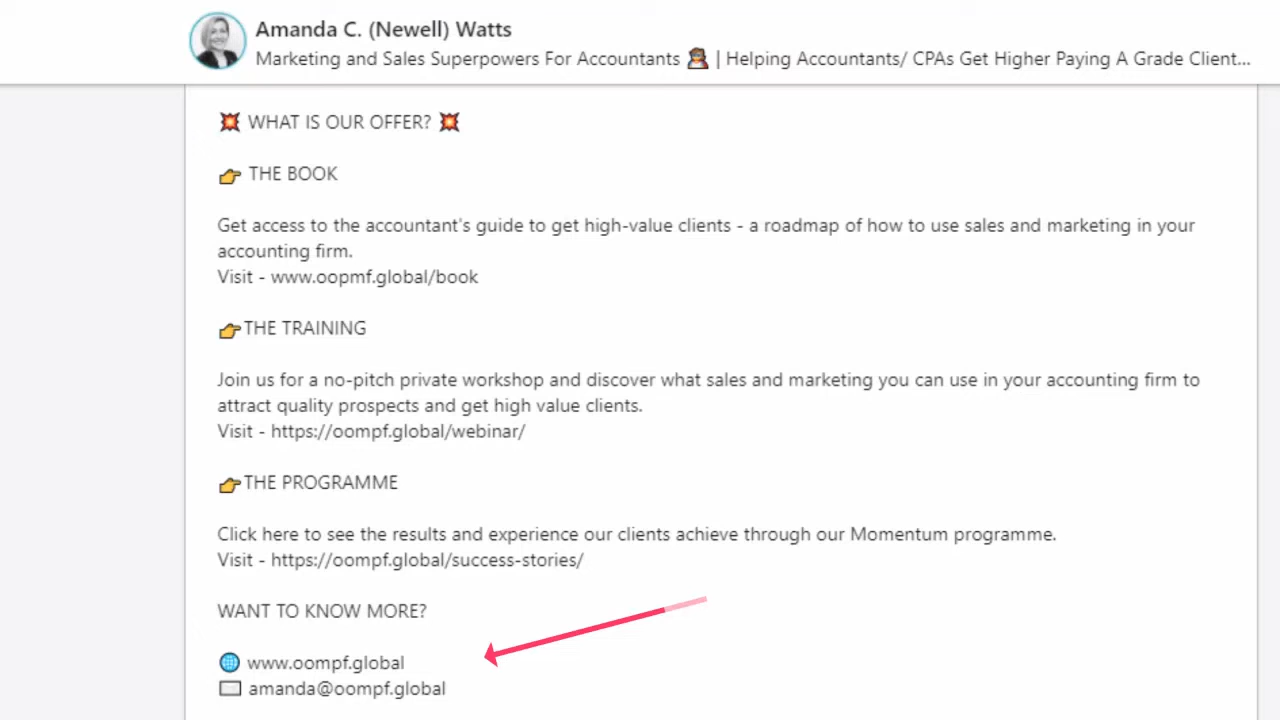 Amanda C. (Newell) Watts
Marketing and Sales Superpowers For Accountants 🦸 | Helping Accountants/ CPAs Get Higher Paying A Grade Client...
💥 WHAT IS OUR OFFER? 💥
👉 THE BOOK
Get access to the accountant's guide to get high-value clients - a roadmap of how to use sales and marketing in your
accounting firm.
Visit - www.oopmf.global/book
👉THE TRAINING
Join us for a no-pitch private workshop and discover what sales and marketing you can use in your accounting firm to
attract quality prospects and get high value clients.
Visit - https://oompf.global/webinar/
👉THE PROGRAMME
Click here to see the results and experience our clients achieve through our Momentum programme.
Visit - https://oompf.global/success-stories/
WANT TO KNOW MORE?
🌐 www.oompf.global
✉ amanda@oompf.global